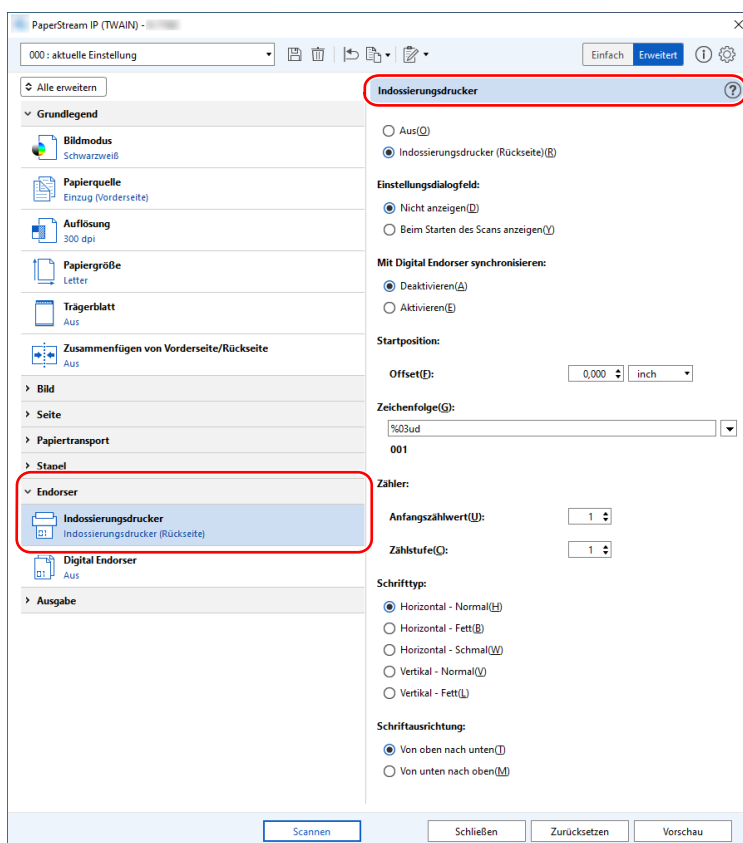 PaperStream IP (TWAIN) -
000 : aktuelle Einstellung
Einfach
Erweitert
Alle erweitern
Grundlegend
Bildmodus
Schwarzweiß
Papierquelle
Einzug (Vorderseite)
Auflösung
300 dpi
Papiergröße
Letter
Trägerblatt
Aus
Zusammenfügen von Vorderseite/Rückseite
Aus
Bild
Seite
Papiertransport
Stapel
Endorser
Indossierungsdrucker
Indossierungsdrucker (Rückseite)
Digital Endorser
Aus
Ausgabe
Indossierungsdrucker
Aus(O)
Indossierungsdrucker (Rückseite)(R)
Einstellungsdialogfeld:
Nicht anzeigen(D)
Beim Starten des Scans anzeigen(Y)
Mit Digital Endorser synchronisieren:
Deaktivieren(A)
Aktivieren(E)
Startposition:
Offset(F): 0,000 inch
Zeichenfolge(G):
%03ud
001
Zähler:
Anfangszählwert(U): 1
Zählstufe(C): 1
Schrifttyp:
Horizontal - Normal(H)
Horizontal - Fett(B)
Horizontal - Schmal(W)
Vertikal - Normal(V)
Vertikal - Fett(L)
Schriftausrichtung:
Von oben nach unten(T)
Von unten nach oben(M)
Scannen
Schließen
Zurücksetzen
Vorschau